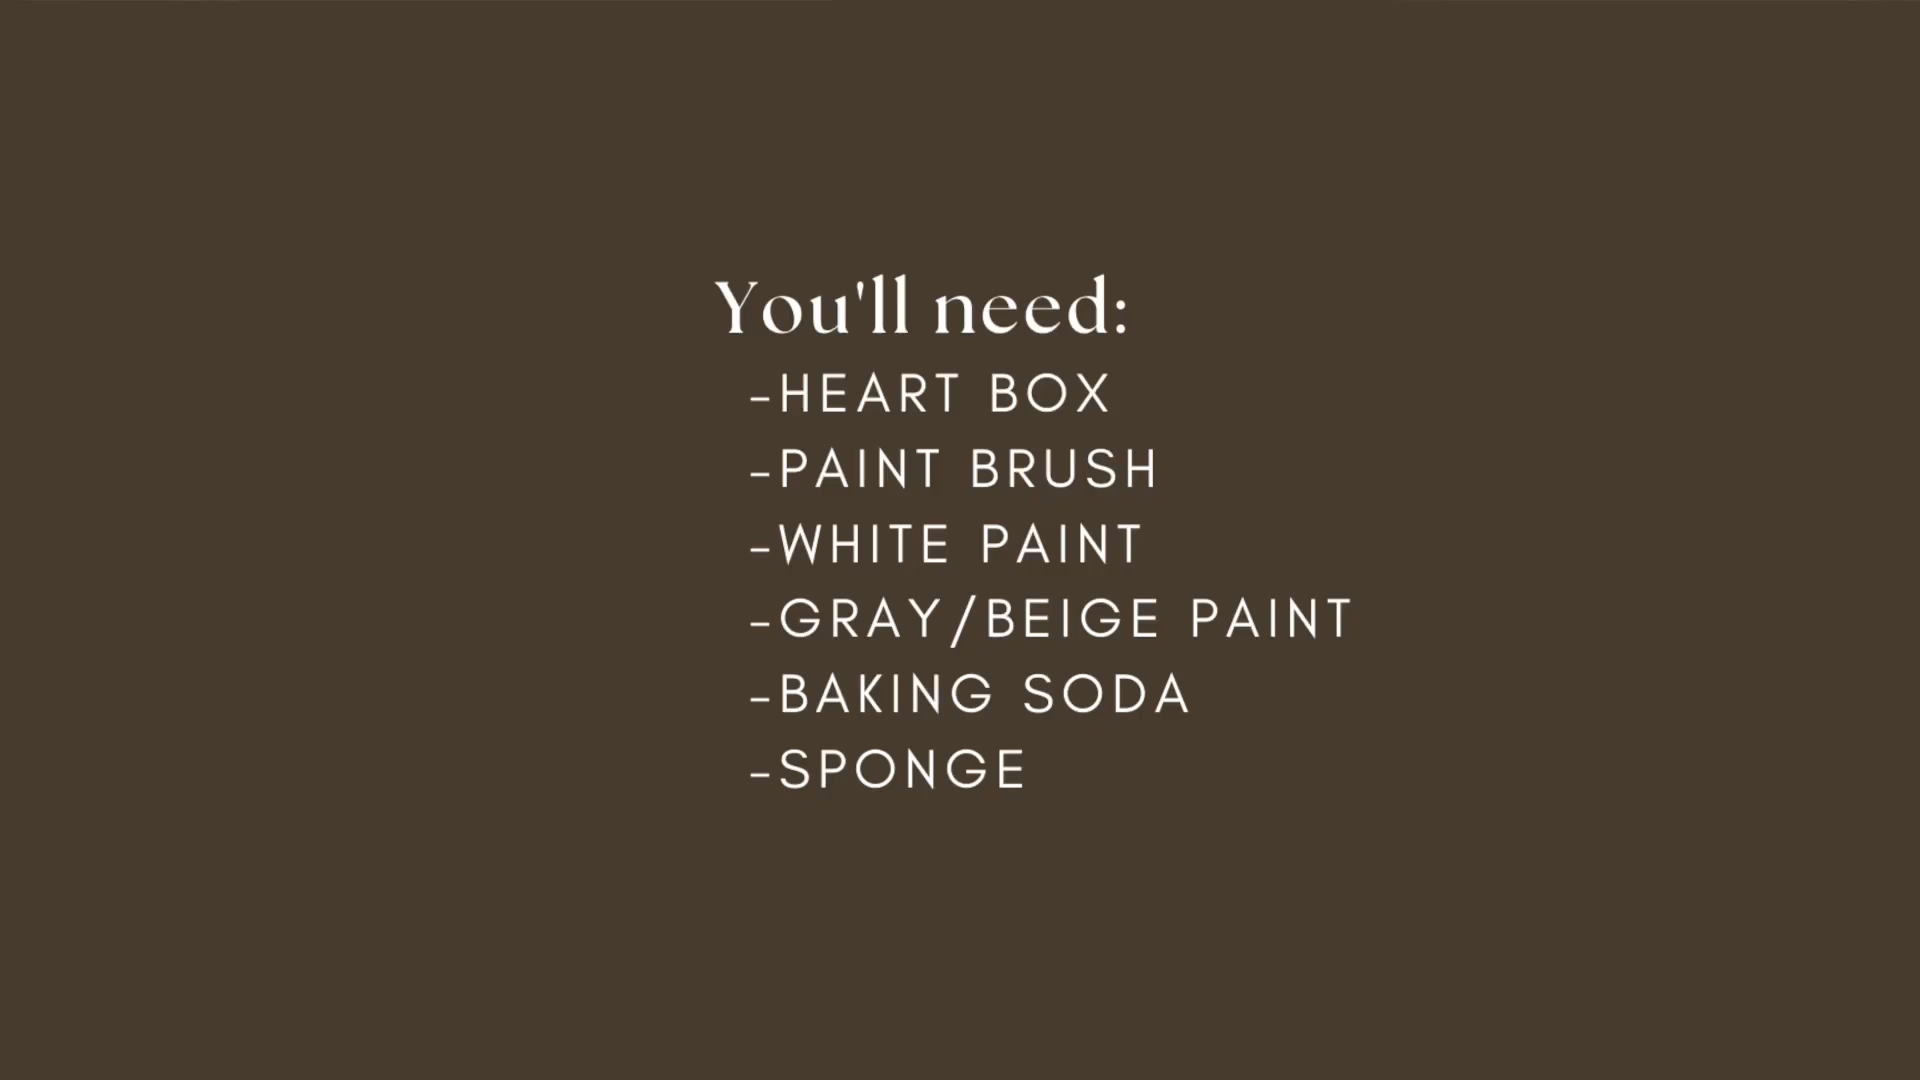 You'll need:
-HEART BOX
-PAINT BRUSH
-WHITE PAINT
-GRAY/BEIGE PAINT
-BAKING SODA
-SPONGE